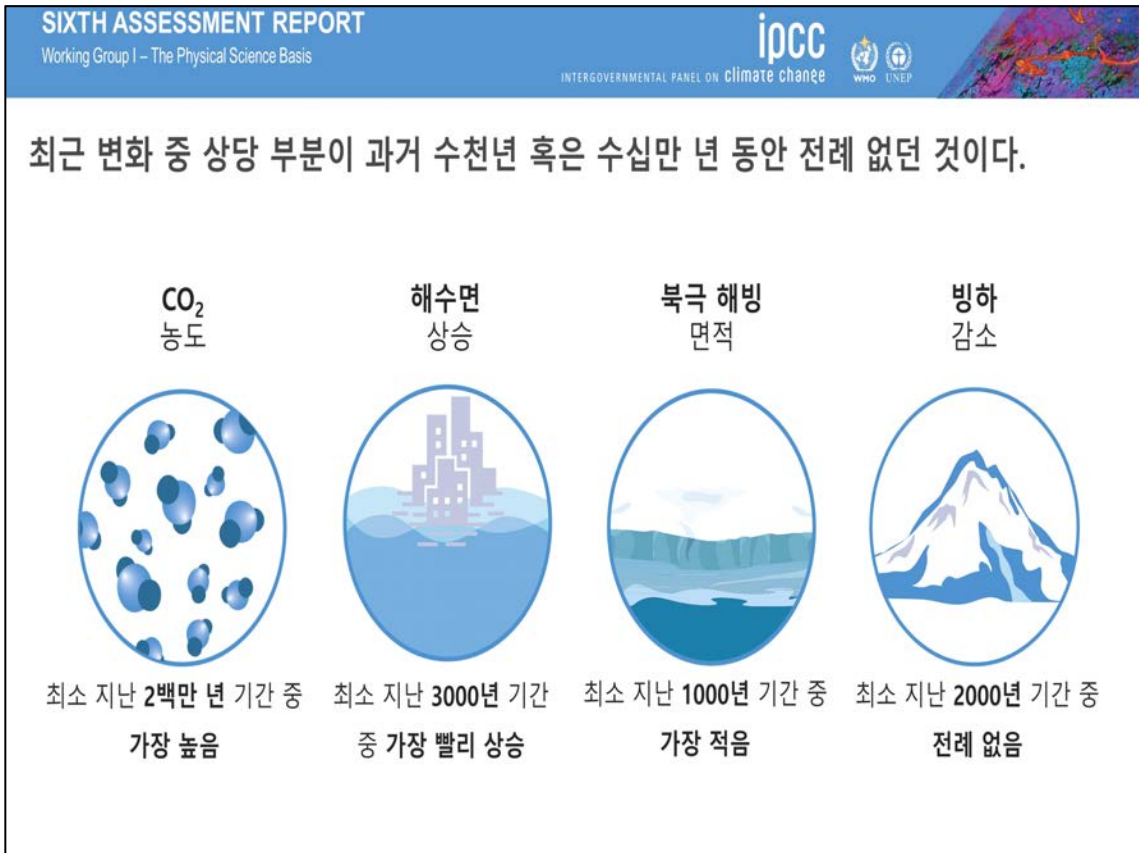 SIXTH ASSESSMENT REPORT
Working Group I – The Physical Science Basis
ipcc
INTERGOVERNMENTAL PANEL ON climate change
WMO UNEP
최근 변화 중 상당 부분이 과거 수천년 혹은 수십만 년 동안 전례 없던 것이다.
CO₂
농도
최소 지난 2백만 년 기간 중
가장 높음
해수면
상승
최소 지난 3000년 기간
중 가장 빨리 상승
북극 해빙
면적
최소 지난 1000년 기간 중
가장 적음
빙하
감소
최소 지난 2000년 기간 중
전례 없음